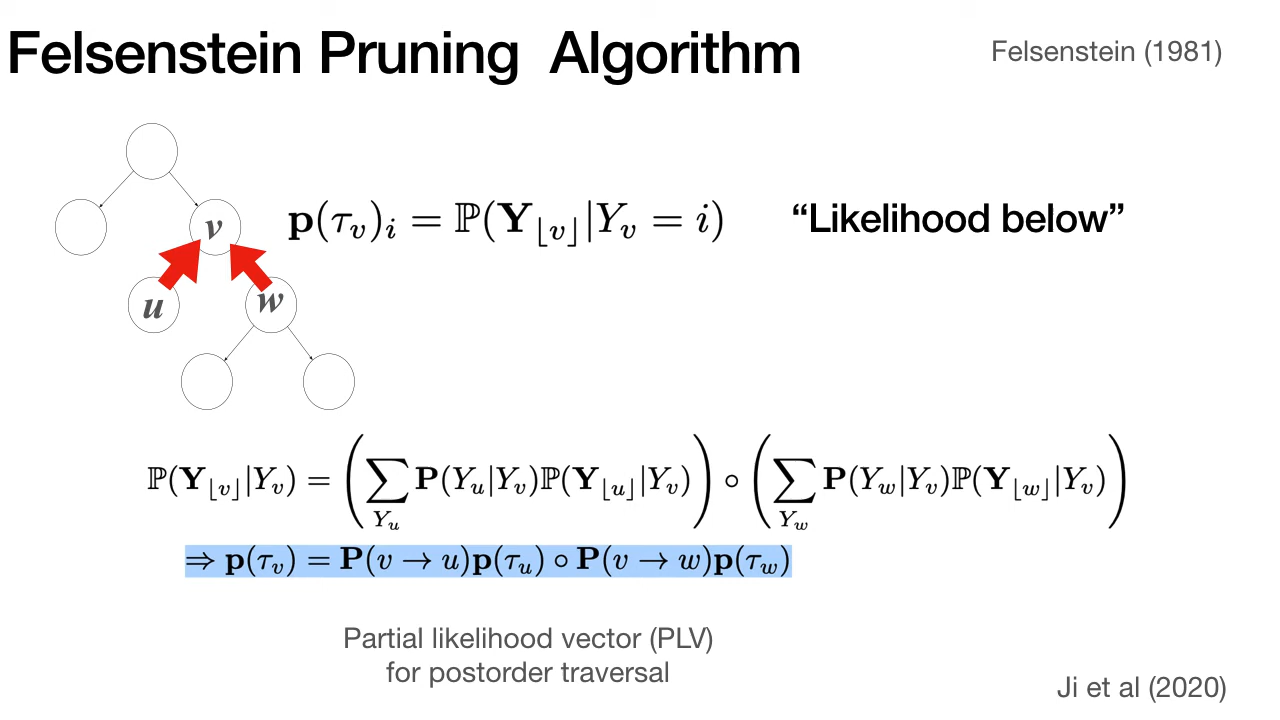 Felsenstein Pruning Algorithm
Felsenstein (1981)
v
u
w
p(τ_v)_i = ℙ(Y_⌊v⌋|Y_v = i)
“Likelihood below”
ℙ(Y_⌊v⌋|Y_v) = (∑_{Y_u} P(Y_u|Y_v)ℙ(Y_⌊u⌋|Y_v)) ∘ (∑_{Y_w} P(Y_w|Y_v)ℙ(Y_⌊w⌋|Y_v))
⇒ p(τ_v) = P(v → u)p(τ_u) ∘ P(v → w)p(τ_w)
Partial likelihood vector (PLV)
for postorder traversal
Ji et al (2020)